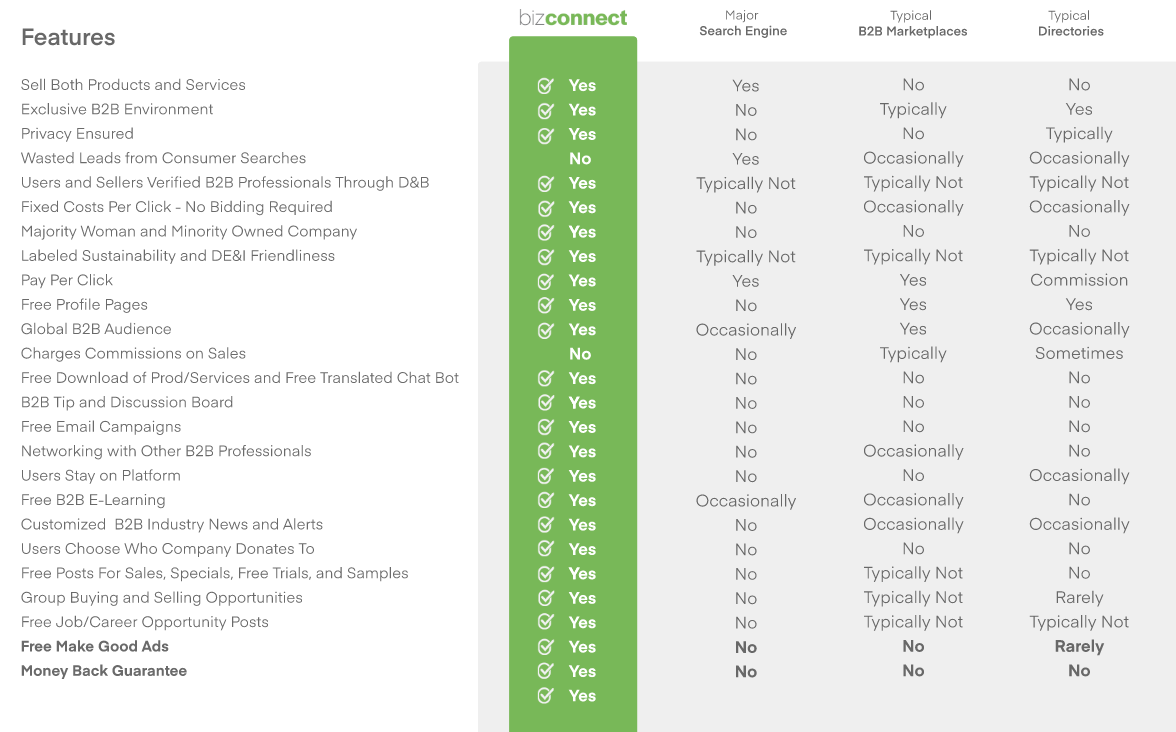 bizconnect Major Typical Typical
Features Search Engine B2B Marketplaces Directories
Sell Both Products and Services Yes Yes No No
Exclusive B2B Environment Yes No Typically Yes
Privacy Ensured Yes No No Typically
Wasted Leads from Consumer Searches No Yes Occasionally Occasionally
Users and Sellers Verified B2B Professionals Through D&B Yes Typically Not Typically Not Typically Not
Fixed Costs Per Click - No Bidding Required Yes No Occasionally Occasionally
Majority Woman and Minority Owned Company Yes No No No
Labeled Sustainability and DE&I Friendliness Yes Typically Not Typically Not Typically Not
Pay Per Click Yes Yes Yes Commission
Free Profile Pages Yes No Yes Yes
Global B2B Audience Yes Occasionally Yes Occasionally
Charges Commissions on Sales No No Typically Sometimes
Free Download of Prod/Services and Free Translated Chat Bot Yes No No No
B2B Tip and Discussion Board Yes No No No
Free Email Campaigns Yes No No No
Networking with Other B2B Professionals Yes No Occasionally No
Users Stay on Platform Yes No No Occasionally
Free B2B E-Learning Yes Occasionally Occasionally No
Customized B2B Industry News and Alerts Yes No Occasionally Occasionally
Users Choose Who Company Donates To Yes No No No
Free Posts For Sales, Specials, Free Trials, and Samples Yes No Typically Not No
Group Buying and Selling Opportunities Yes No Typically Not Rarely
Free Job/Career Opportunity Posts Yes No Typically Not Typically Not
Free Make Good Ads Yes No No Rarely
Money Back Guarantee Yes No No No
Yes